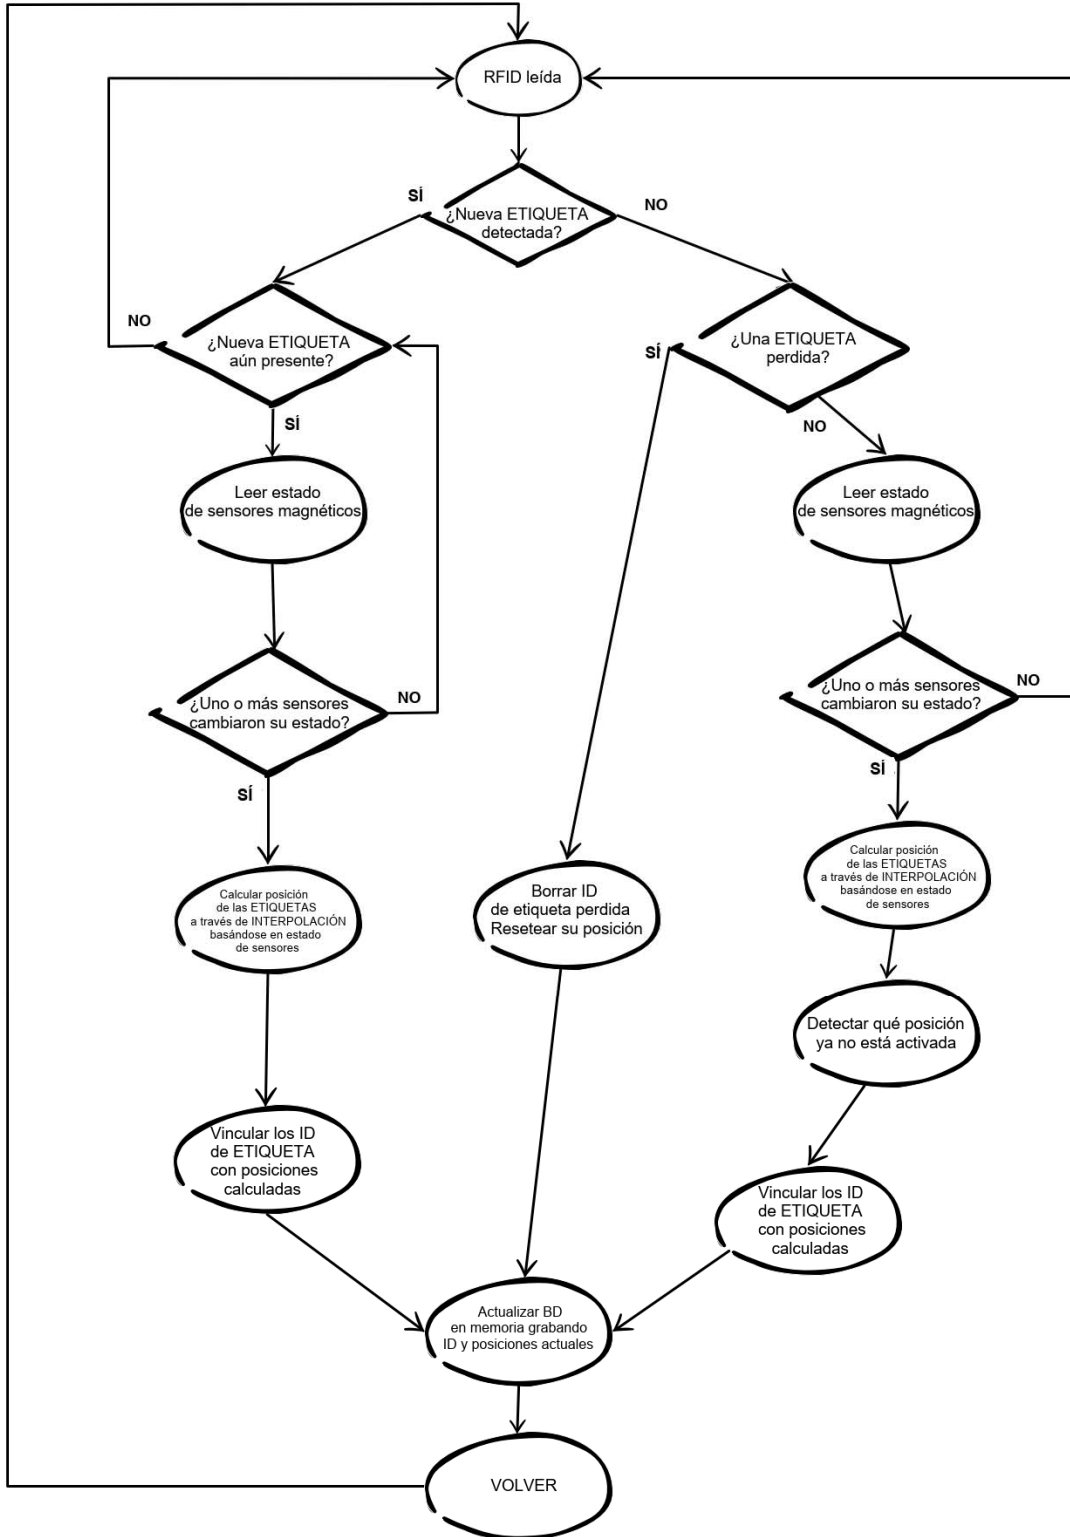 RFID leída
SÍ
¿Nueva ETIQUETA
detectada?
NO
NO
¿Nueva ETIQUETA
aún presente?
SÍ
¿Una ETIQUETA
perdida?
SÍ
NO
Leer estado
de sensores magnéticos
Leer estado
de sensores magnéticos
¿Uno o más sensores
cambiaron su estado?
NO
SÍ
¿Uno o más sensores
cambiaron su estado?
NO
SÍ
Calcular posición
de las ETIQUETAS
a través de INTERPOLACIÓN
basándose en estado
de sensores
Borrar ID
de etiqueta perdida
Resetear su posición
Calcular posición
de las ETIQUETAS
a través de INTERPOLACIÓN
basándose en estado
de sensores
Detectar qué posición
ya no está activada
Vincular los ID
de ETIQUETA
con posiciones
calculadas
Vincular los ID
de ETIQUETA
con posiciones
calculadas
Actualizar BD
en memoria grabando
ID y posiciones actuales
VOLVER